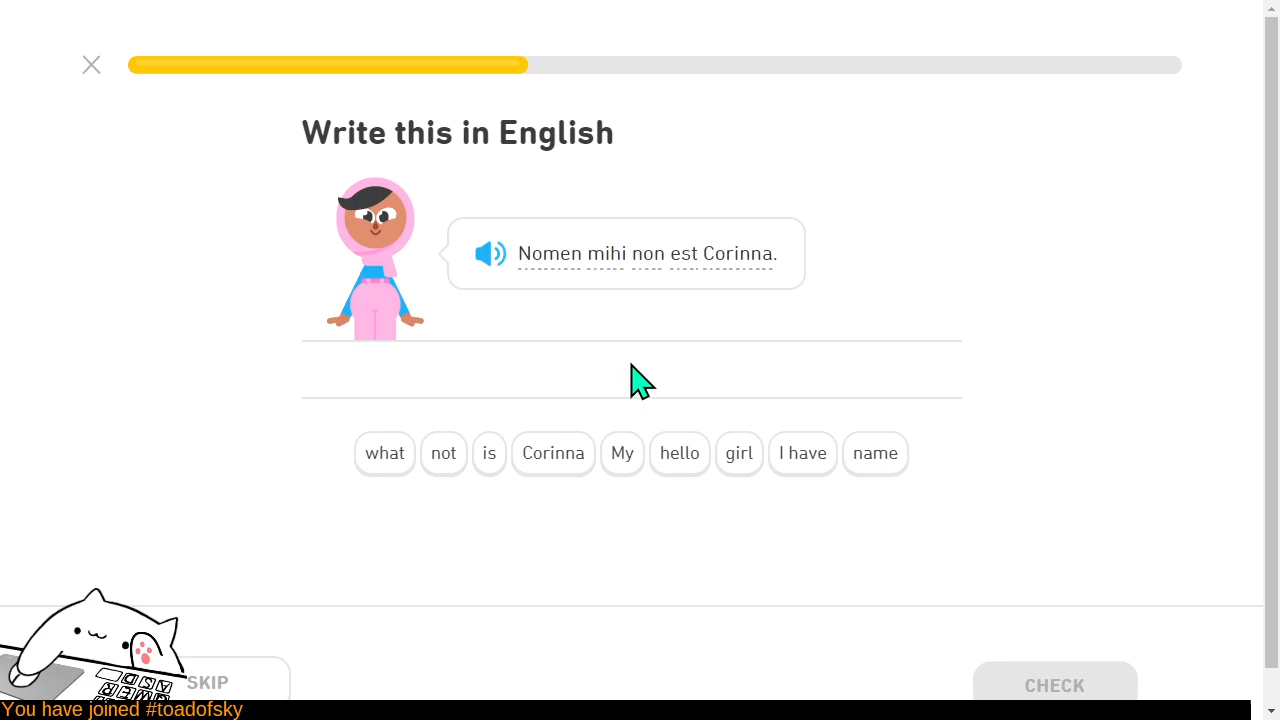 Write this in English
Nomen mihi non est Corinna.
what not is Corinna My hello girl I have name
SKIP
CHECK
You have joined #toadofsky